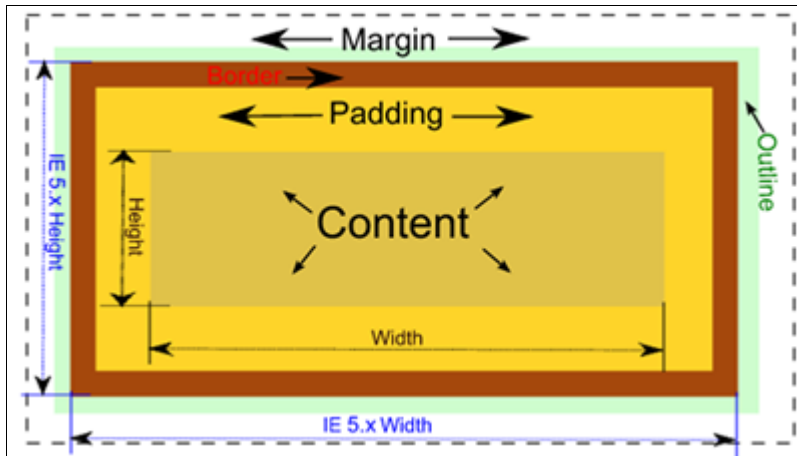 Margin
Border
Padding
Outline
IE 5.x Height
Height
Content
Width
IE 5.x Width